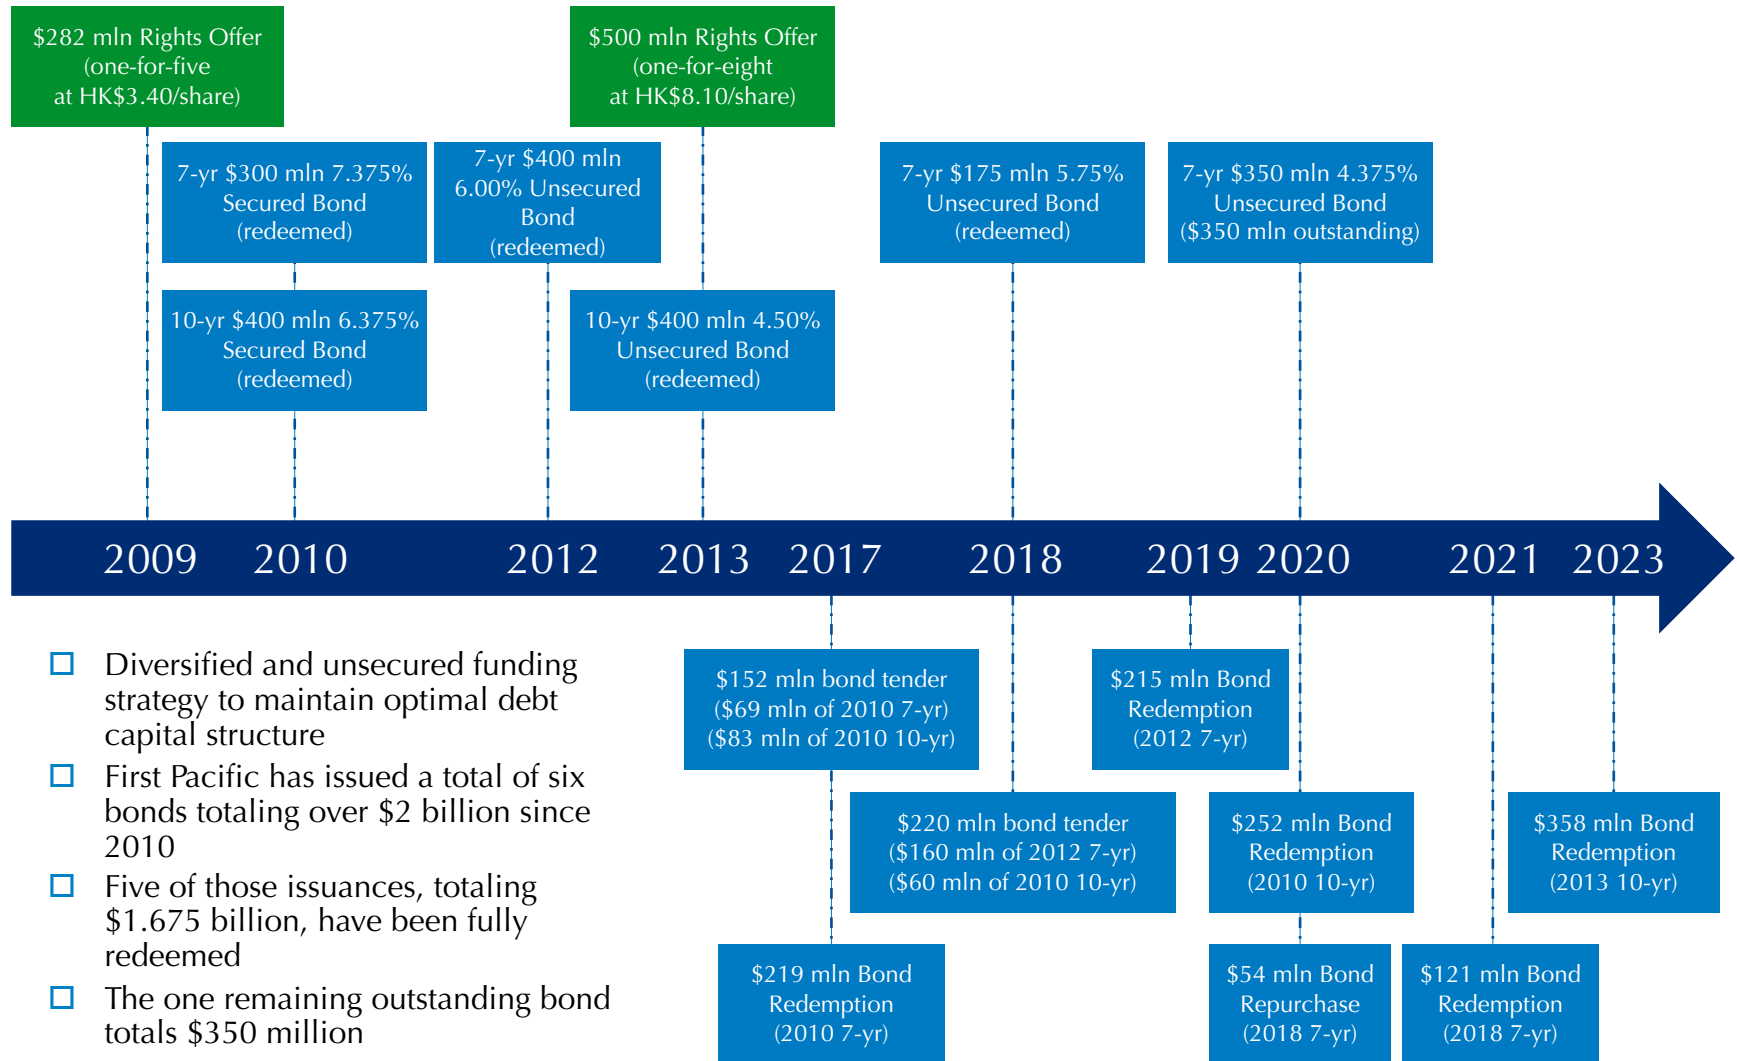 $282 mln Rights Offer
(one-for-five
at HK$3.40/share)
$500 mln Rights Offer
(one-for-eight
at HK$8.10/share)
7-yr $300 mln 7.375%
Secured Bond
(redeemed)
7-yr $400 mln
6.00% Unsecured
Bond
(redeemed)
7-yr $175 mln 5.75%
Unsecured Bond
(redeemed)
7-yr $350 mln 4.375%
Unsecured Bond
($350 mln outstanding)
10-yr $400 mln 6.375%
Secured Bond
(redeemed)
10-yr $400 mln 4.50%
Unsecured Bond
(redeemed)
2009 2010 2012 2013 2017 2018 2019 2020 2021 2023
Diversified and unsecured funding
strategy to maintain optimal debt
capital structure
First Pacific has issued a total of six
bonds totaling over $2 billion since
2010
Five of those issuances, totaling
$1.675 billion, have been fully
redeemed
The one remaining outstanding bond
totals $350 million
$152 mln bond tender
($69 mln of 2010 7-yr)
($83 mln of 2010 10-yr)
$215 mln Bond
Redemption
(2012 7-yr)
$220 mln bond tender
($160 mln of 2012 7-yr)
($60 mln of 2010 10-yr)
$252 mln Bond
Redemption
(2010 10-yr)
$358 mln Bond
Redemption
(2013 10-yr)
$219 mln Bond
Redemption
(2010 7-yr)
$54 mln Bond
Repurchase
(2018 7-yr)
$121 mln Bond
Redemption
(2018 7-yr)